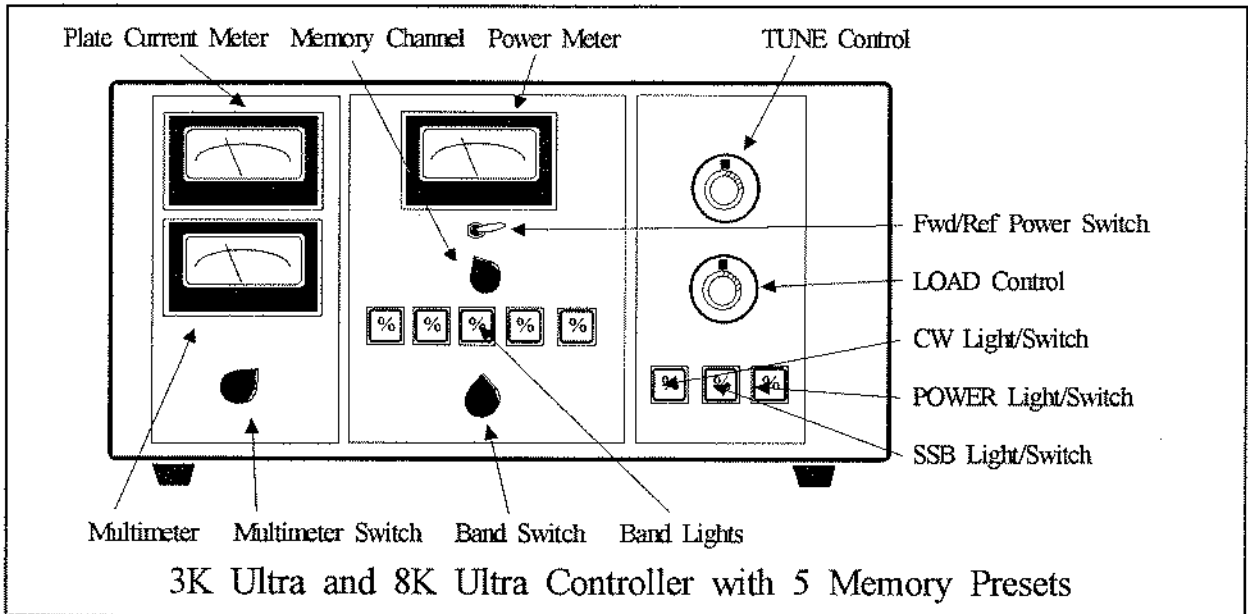 Plate Current Meter Memory Channel Power Meter TUNE Control
Fwd/Ref Power Switch
LOAD Control
% % % % %
CW Light/Switch
% % %
POWER Light/Switch
SSB Light/Switch
Multimeter Multimeter Switch Band Switch Band Lights
3K Ultra and 8K Ultra Controller with 5 Memory Presets